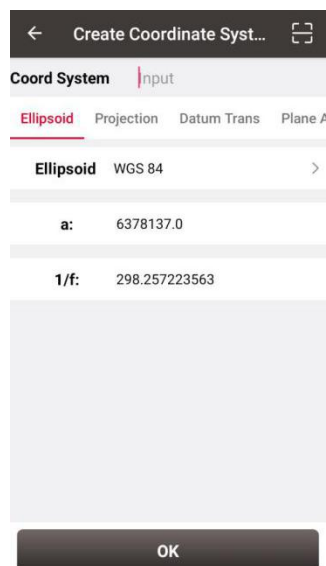 Create Coordinate Syst...
Coord System Input
Ellipsoid Projection Datum Trans Plane A
Ellipsoid WGS 84
a: 6378137.0
1/f: 298.257223563
OK